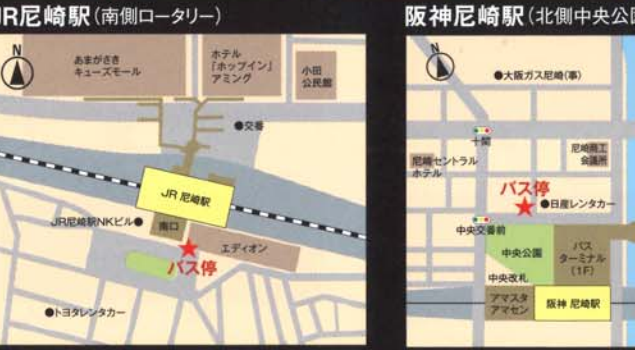 JR尼崎駅（南側ロータリー）
N
あまがさき
キューズモール
ホテル
「ホップイン」
アミング
小田
公民館
●交番
JR 尼崎駅
JR尼崎駅NKビル●
南口
エディオン
バス停
●トヨタレンタカー
阪神尼崎駅（北側中央公園
N
●大阪ガス尼崎（事）
十間
尼崎セントラル
ホテル
尼崎商工
会議所
バス停
●日産レンタカー
中央交番前
中央公園
バス
ターミナル
（1F）
中央改札
アマスタ
アマセン
阪神 尼崎駅